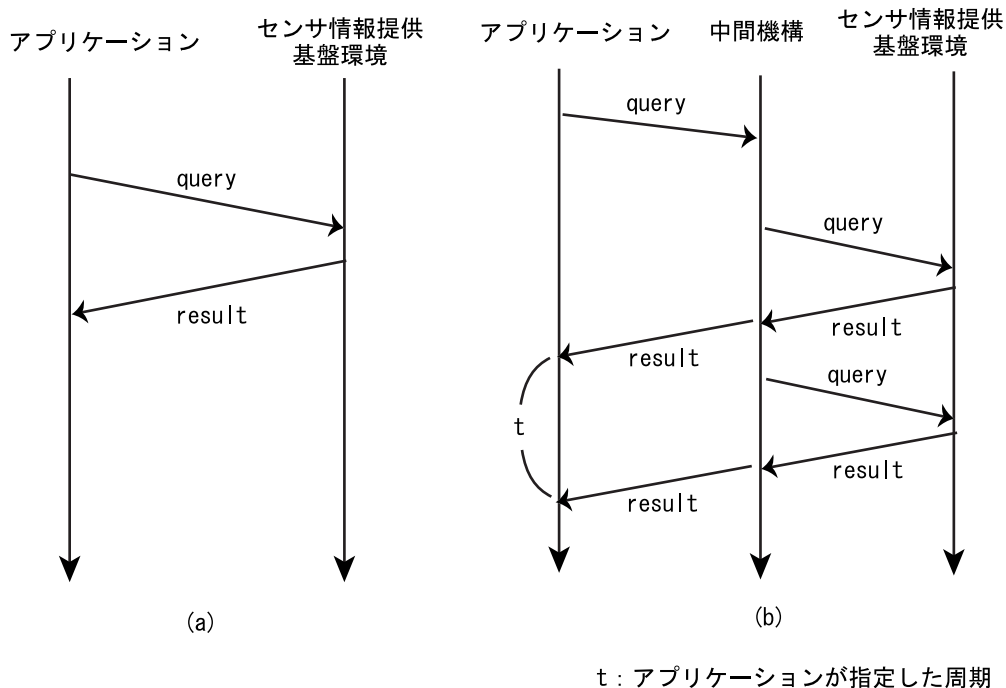 アプリケーション
センサ情報提供
基盤環境
query
result
(a)
アプリケーション
中間機構
センサ情報提供
基盤環境
query
query
result
result
query
t
result
result
(b)
t：アプリケーションが指定した周期